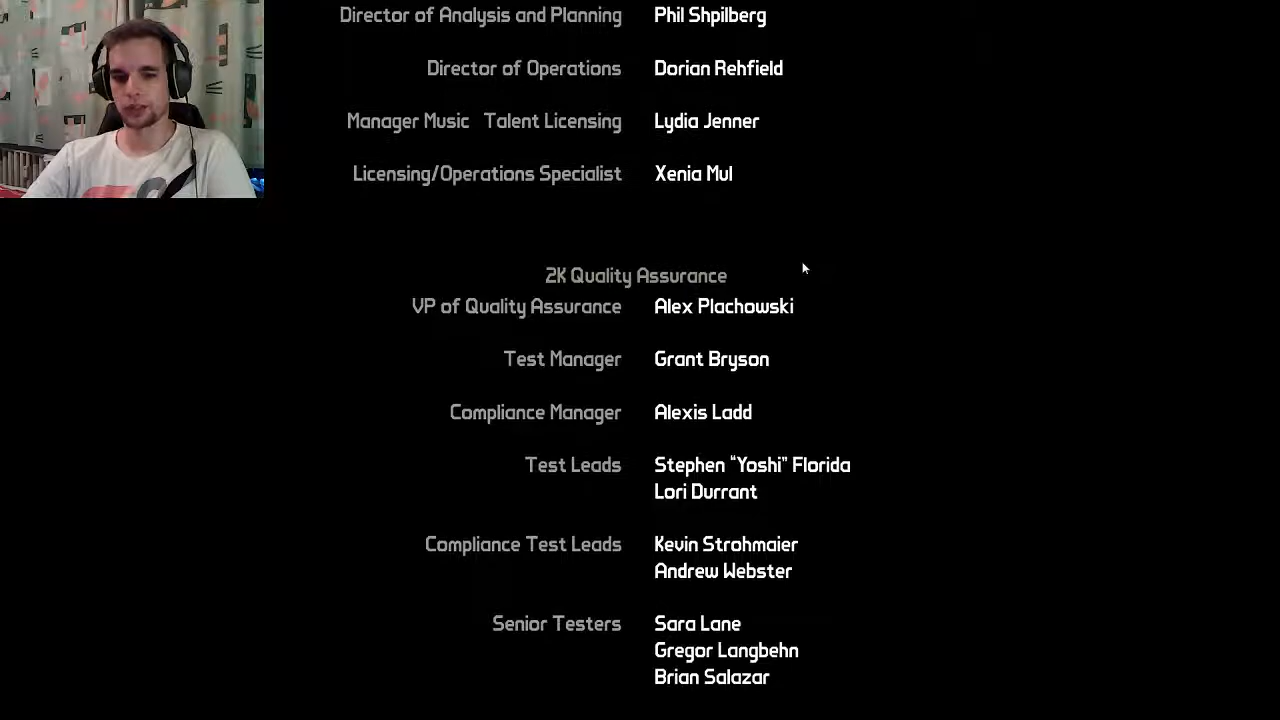 Director of Analysis and Planning Phil Shpilberg
Director of Operations Dorian Rehfield
Manager Music Talent Licensing Lydia Jenner
Licensing/Operations Specialist Xenia Mul
2K Quality Assurance
VP of Quality Assurance Alex Plachowski
Test Manager Grant Bryson
Compliance Manager Alexis Ladd
Test Leads Stephen “Yoshi” Florida
Lori Durrant
Compliance Test Leads Kevin Strohmaier
Andrew Webster
Senior Testers Sara Lane
Gregor Langbehn
Brian Salazar